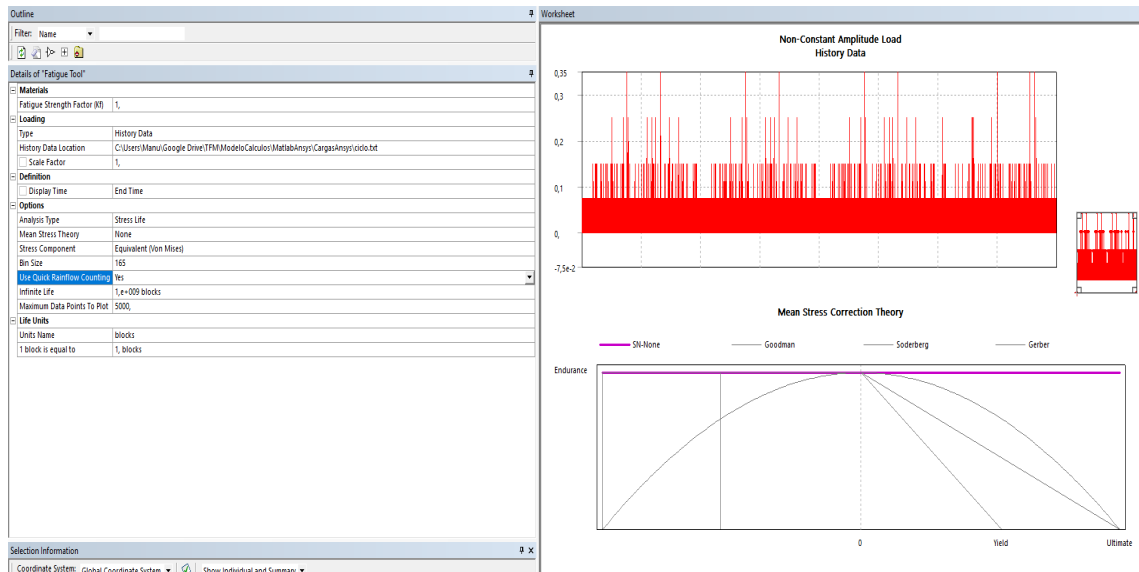 Outline
Filter: Name
Details of "Fatigue Tool"
Materials
Fatigue Strength Factor (Kf) 1,
Loading
Type History Data
History Data Location C:\Users\Manu\Google Drive\TFM\ModeloCalculos\MatlabAnsys\CargasAnsys\ciclo.txt
Scale Factor 1,
Definition
Display Time End Time
Options
Analysis Type Stress Life
Mean Stress Theory None
Stress Component Equivalent (Von Mises)
Bin Size 165
Use Quick Rainflow Counting Yes
Infinite Life 1,e+009 blocks
Maximum Data Points To Plot 5000,
Life Units
Units Name blocks
1 block is equal to 1, blocks
Selection Information
Coordinate System: Global Coordinate System Show Individual and Summary
Worksheet
Non-Constant Amplitude Load
History Data
0,35
0,3
0,2
0,1
0,
-7,5e-2
Mean Stress Correction Theory
SN-None Goodman Soderberg Gerber
Endurance
0 Yield Ultimate